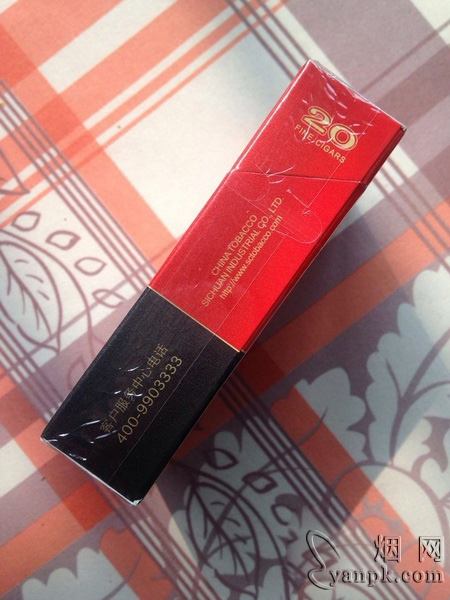 20
FINE CIGARS
CHINA TOBACCO
SICHUAN INDUSTRIAL CO., LTD
http://www.sctobacco.com
客户服务中心电话
400-9903333
烟网
yanpk.com